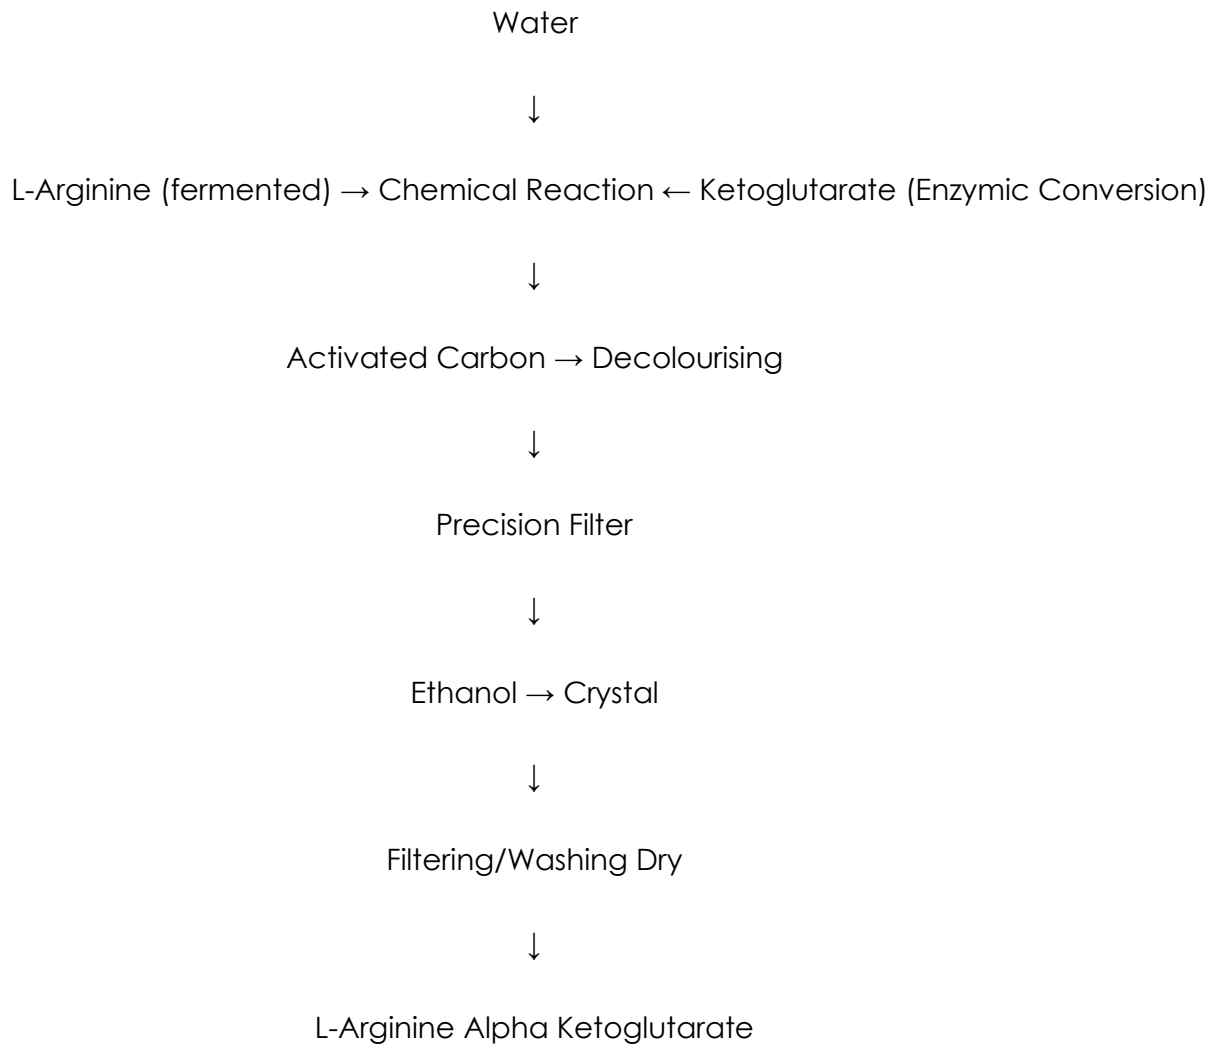 Water
↓
L-Arginine (fermented) → Chemical Reaction ← Ketoglutarate (Enzymic Conversion)
↓
Activated Carbon → Decolourising
↓
Precision Filter
↓
Ethanol → Crystal
↓
Filtering/Washing Dry
↓
L-Arginine Alpha Ketoglutarate